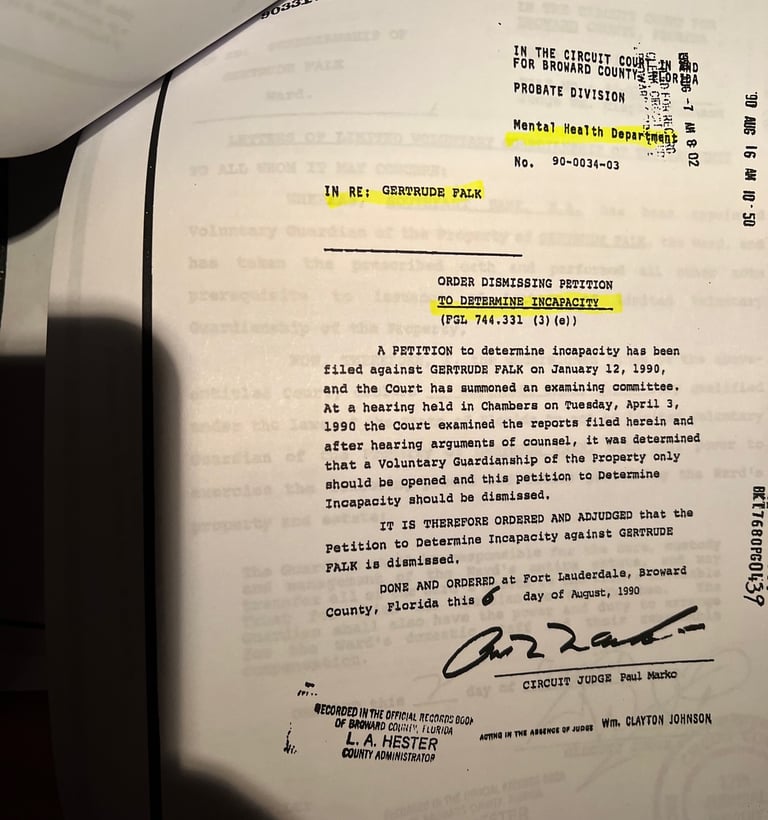 IN THE CIRCUIT COURT IN AND
FOR BROWARD COUNTY, FLORIDA
PROBATE DIVISION
Mental Health Department
No. 90-0034-03
-7 AM 8 02
'90 AUG 16 AM 10:50
IN RE: GERTRUDE FALK
ORDER DISMISSING PETITION
TO DETERMINE INCAPACITY
(FGL 744.331 (3)(e))
A PETITION to determine incapacity has been
filed against GERTRUDE FALK on January 12, 1990,
and the Court has summoned an examining committee.
At a hearing held in Chambers on Tuesday, April 3,
1990 the Court examined the reports filed herein and
after hearing arguments of counsel, it was determined
that a Voluntary Guardianship of the Property only
should be opened and this petition to Determine
Incapacity should be dismissed.
IT IS THEREFORE ORDERED AND ADJUDGED that the
Petition to Determine Incapacity against GERTRUDE
FALK is dismissed.
DONE AND ORDERED at Fort Lauderdale, Broward
County, Florida this 6 day of August, 1990
CIRCUIT JUDGE Paul Marko
ACTING IN THE ABSENCE OF JUDGE Wm. CLAYTON JOHNSON
RECORDED IN THE OFFICIAL RECORDS BOOK
OF BROWARD COUNTY, FLORIDA
L. A. HESTER
COUNTY ADMINISTRATOR
BK17680PG0439